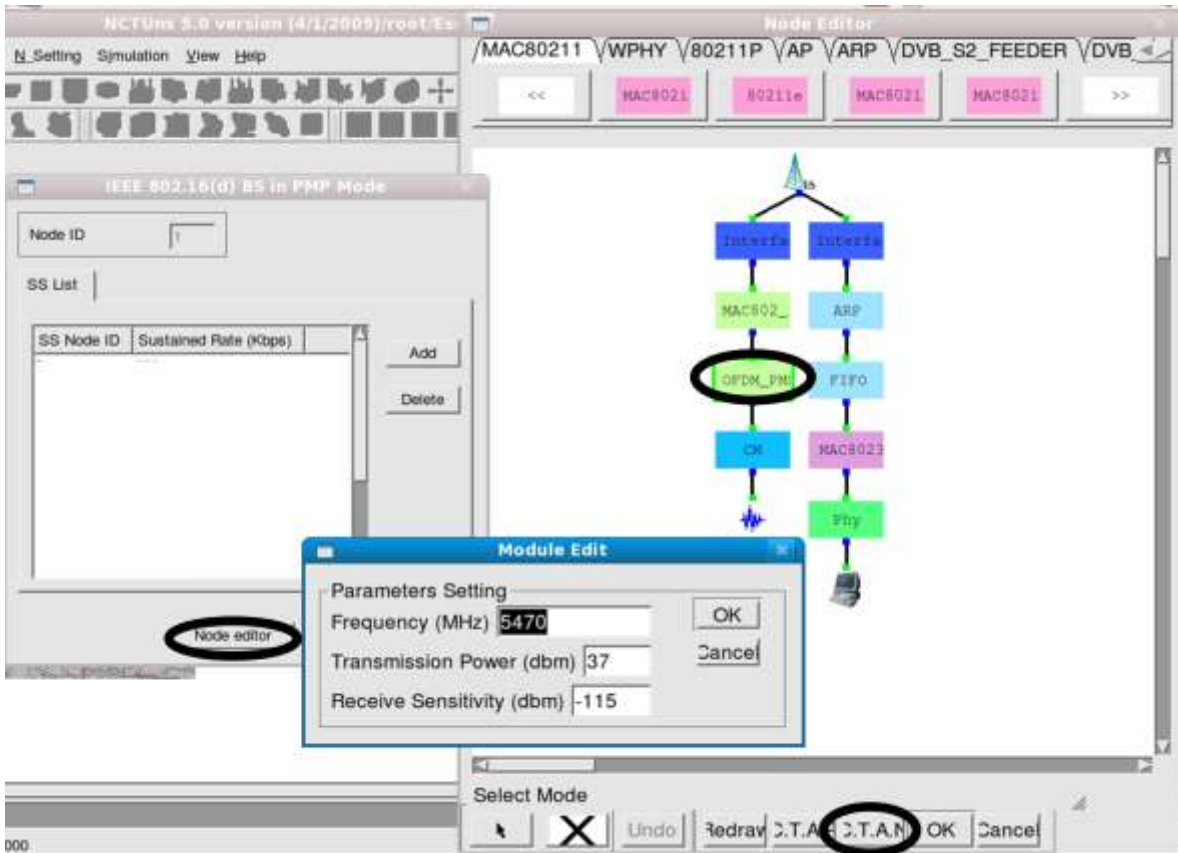 NCTUns 5.0 version (4/1/2009)/root/Es
N_Setting Simulation View Help
IEEE 802.16(d) BS in PMP Mode
Node ID 1
SS List
SS Node ID Sustained Rate (Kbps)
Add
Delete
Node editor
Node Editor
MAC80211 WPHY 80211P AP ARP DVB_S2_FEEDER DVB_
<< MAC8021 80211e MAC8021 MAC8021 >>
Interfa Interfa
MAC802_ ARP
OFDM_PM FIFO
CM MAC8023
Phy
Module Edit
Parameters Setting
Frequency (MHz) 5470
Transmission Power (dbm) 37
Receive Sensitivity (dbm) -115
OK
Cancel
Select Mode
Undo Redraw C.T.A C.T.A.N OK Cancel
000